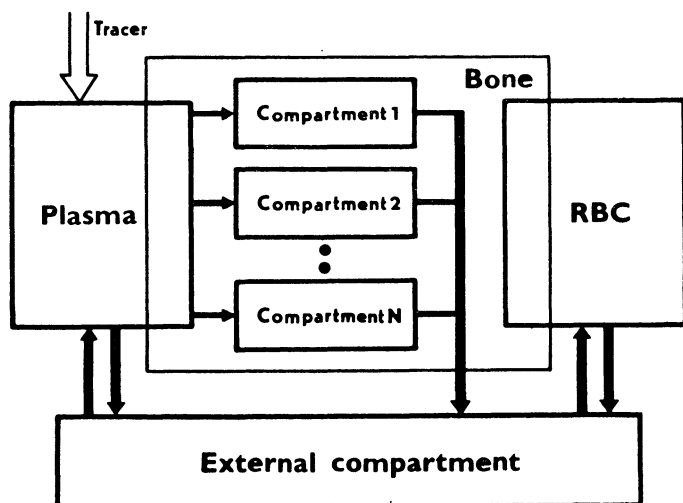 Tracer
Bone
Compartment 1
Plasma
Compartment 2
RBC
Compartment N
External compartment